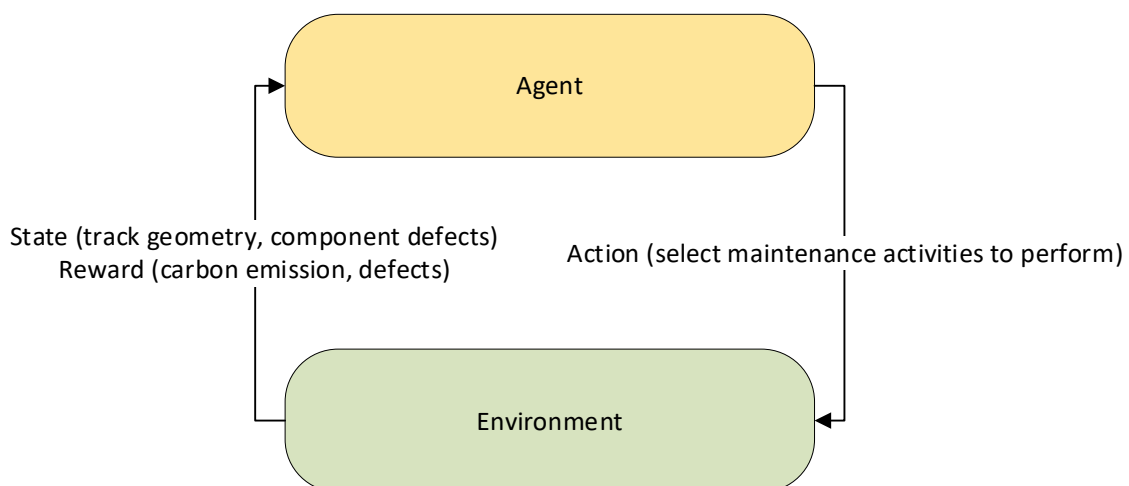 Agent
State (track geometry, component defects)
Reward (carbon emission, defects)
Action (select maintenance activities to perform)
Environment